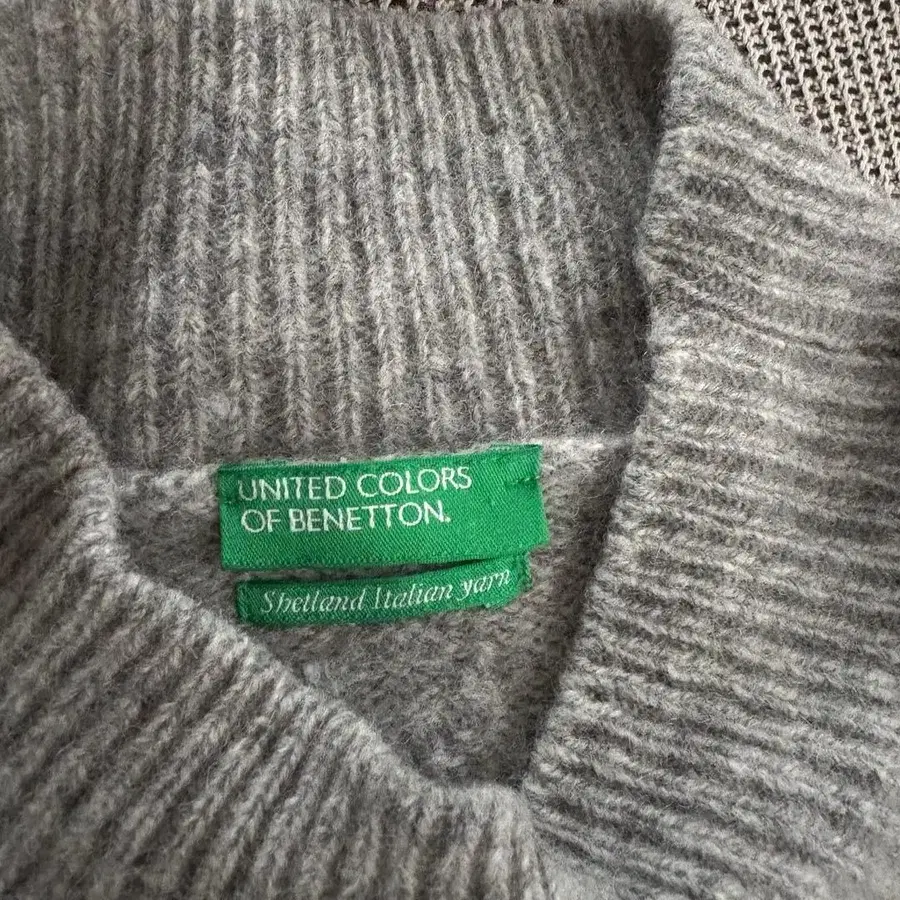 UNITED COLORS
OF BENETTON.
Shetland Italian yarn